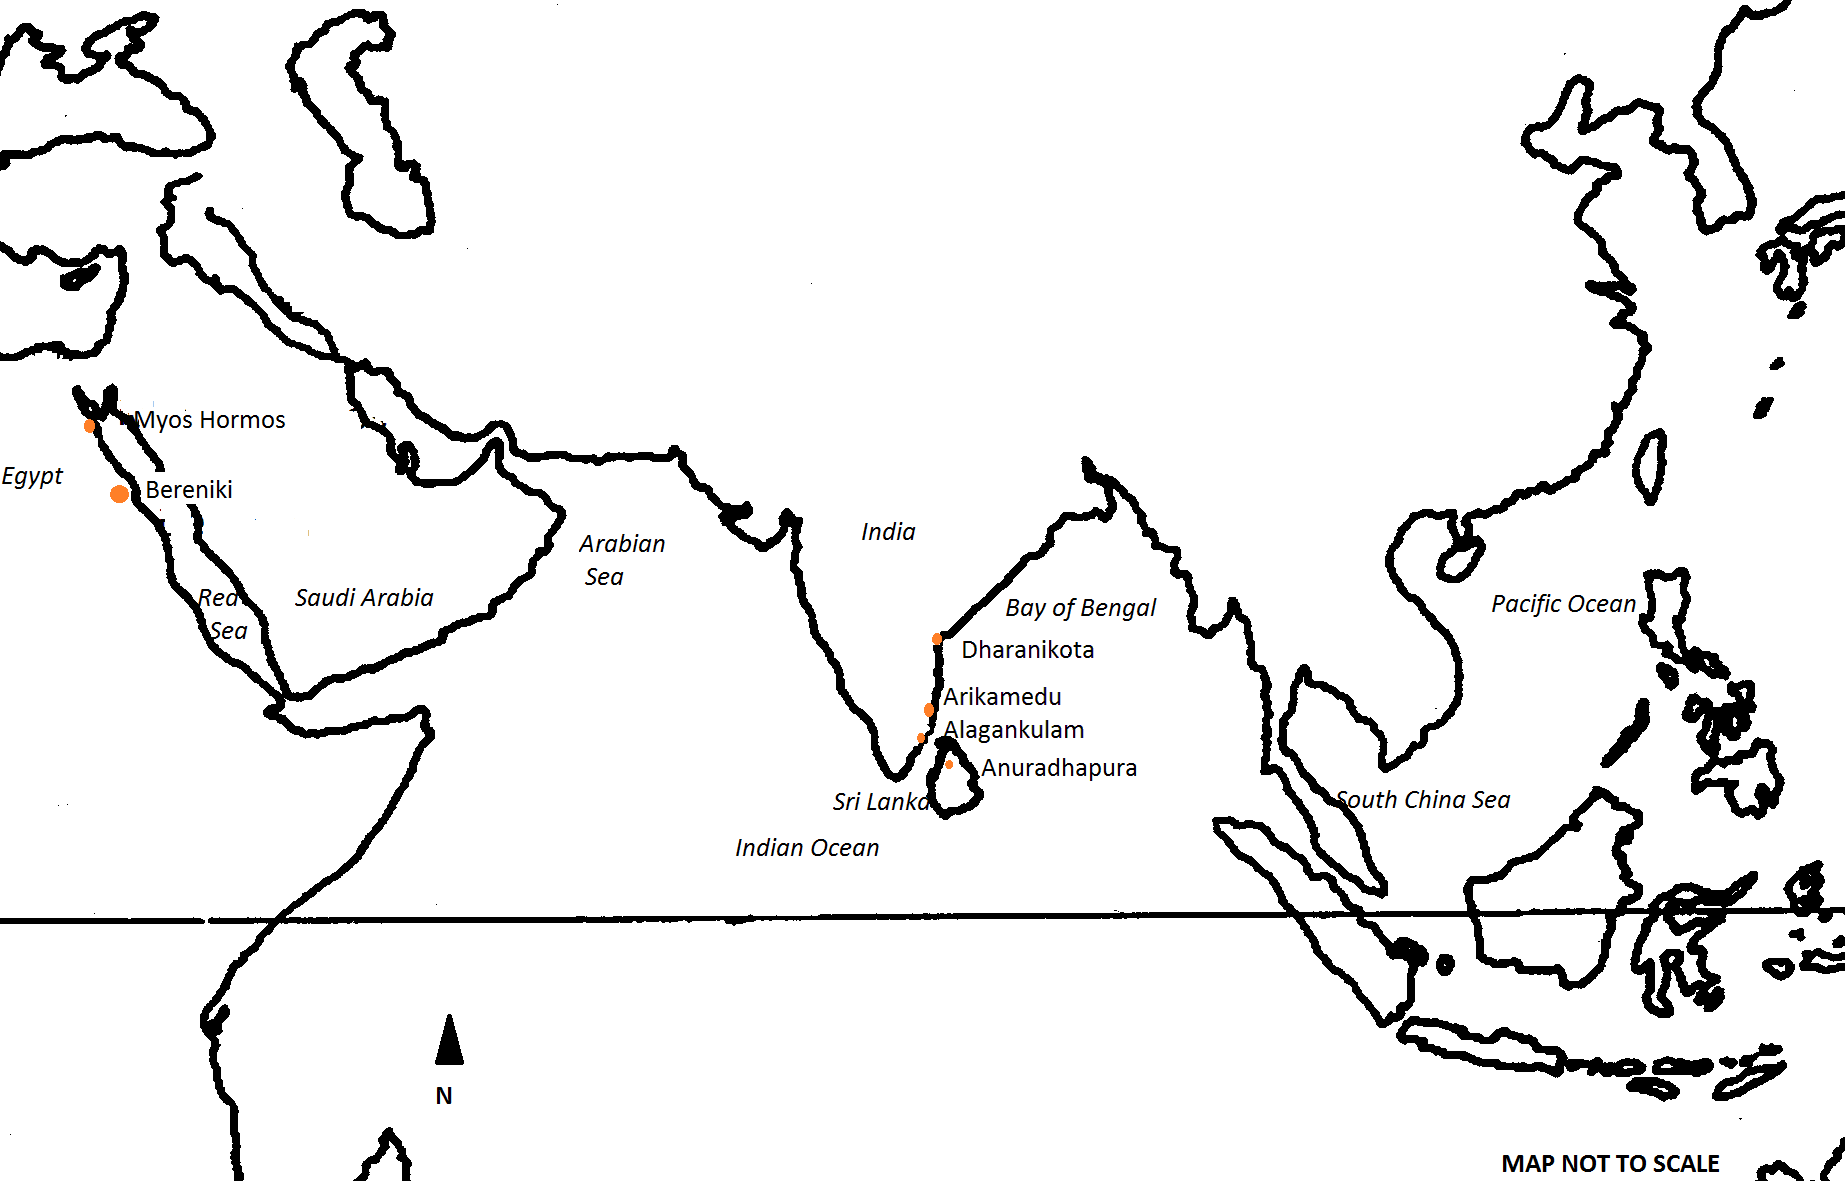 Myos Hormos
Egypt
Bereniki
India
Arabian
Sea
Red
Sea
Saudi Arabia
Bay of Bengal
Pacific Ocean
Dharanikota
Arikamedu
Alagankulam
Anuradhapura
Sri Lanka
South China Sea
Indian Ocean
N
MAP NOT TO SCALE